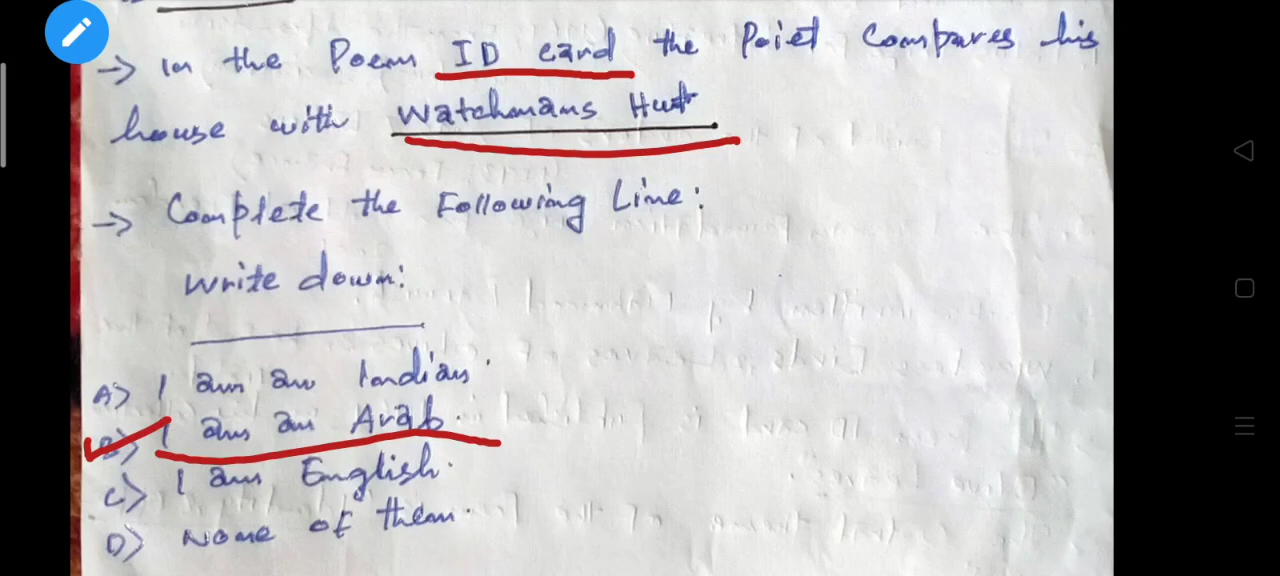 → In the Poem ID card the Poiet Compares his
house with Watchmans Hut
→ Complete the Following Line:
Write down:
A) I am an Indian.
B) I am an Arab.
C) I am English.
D) None of them.